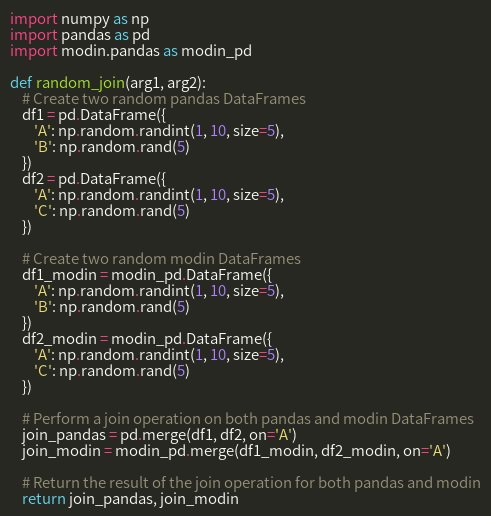 import numpy as np
import pandas as pd
import modin.pandas as modin_pd

def random_join(arg1, arg2):
    # Create two random pandas DataFrames
    df1 = pd.DataFrame({
        'A': np.random.randint(1, 10, size=5),
        'B': np.random.rand(5)
    })
    df2 = pd.DataFrame({
        'A': np.random.randint(1, 10, size=5),
        'C': np.random.rand(5)
    })

    # Create two random modin DataFrames
    df1_modin = modin_pd.DataFrame({
        'A': np.random.randint(1, 10, size=5),
        'B': np.random.rand(5)
    })
    df2_modin = modin_pd.DataFrame({
        'A': np.random.randint(1, 10, size=5),
        'C': np.random.rand(5)
    })

    # Perform a join operation on both pandas and modin DataFrames
    join_pandas = pd.merge(df1, df2, on='A')
    join_modin = modin_pd.merge(df1_modin, df2_modin, on='A')

    # Return the result of the join operation for both pandas and modin
    return join_pandas, join_modin